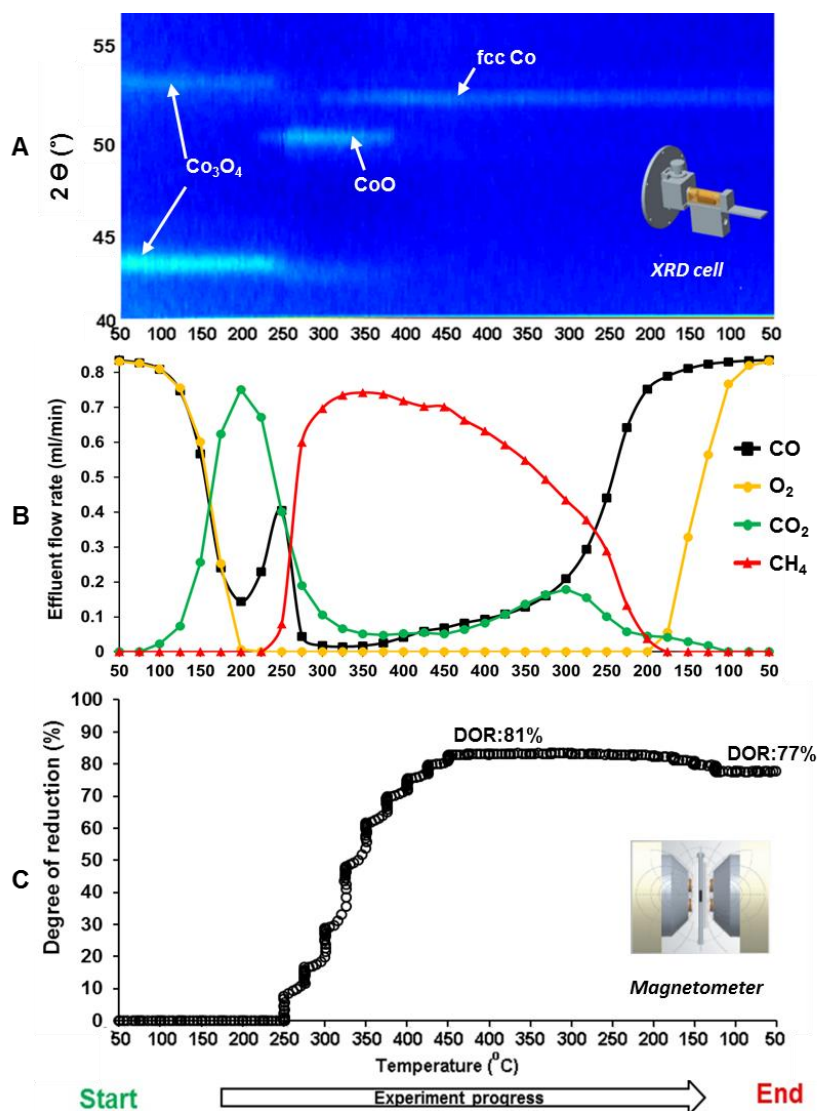 A
2 Θ (°)
55
50
45
40
Co₃O₄
CoO
fcc Co
XRD cell
50 100 150 200 250 300 350 400 450 400 350 300 250 200 150 100 50
B
Effluent flow rate (ml/min)
0.8
0.7
0.6
0.5
0.4
0.3
0.2
0.1
0
CO
O₂
CO₂
CH₄
50 100 150 200 250 300 350 400 450 400 350 300 250 200 150 100 50
C
Degree of reduction (%)
100
90
80
70
60
50
40
30
20
10
0
DOR:81%
DOR:77%
Magnetometer
50 100 150 200 250 300 350 400 450 400 350 300 250 200 150 100 50
Temperature (°C)
Start
Experiment progress
End